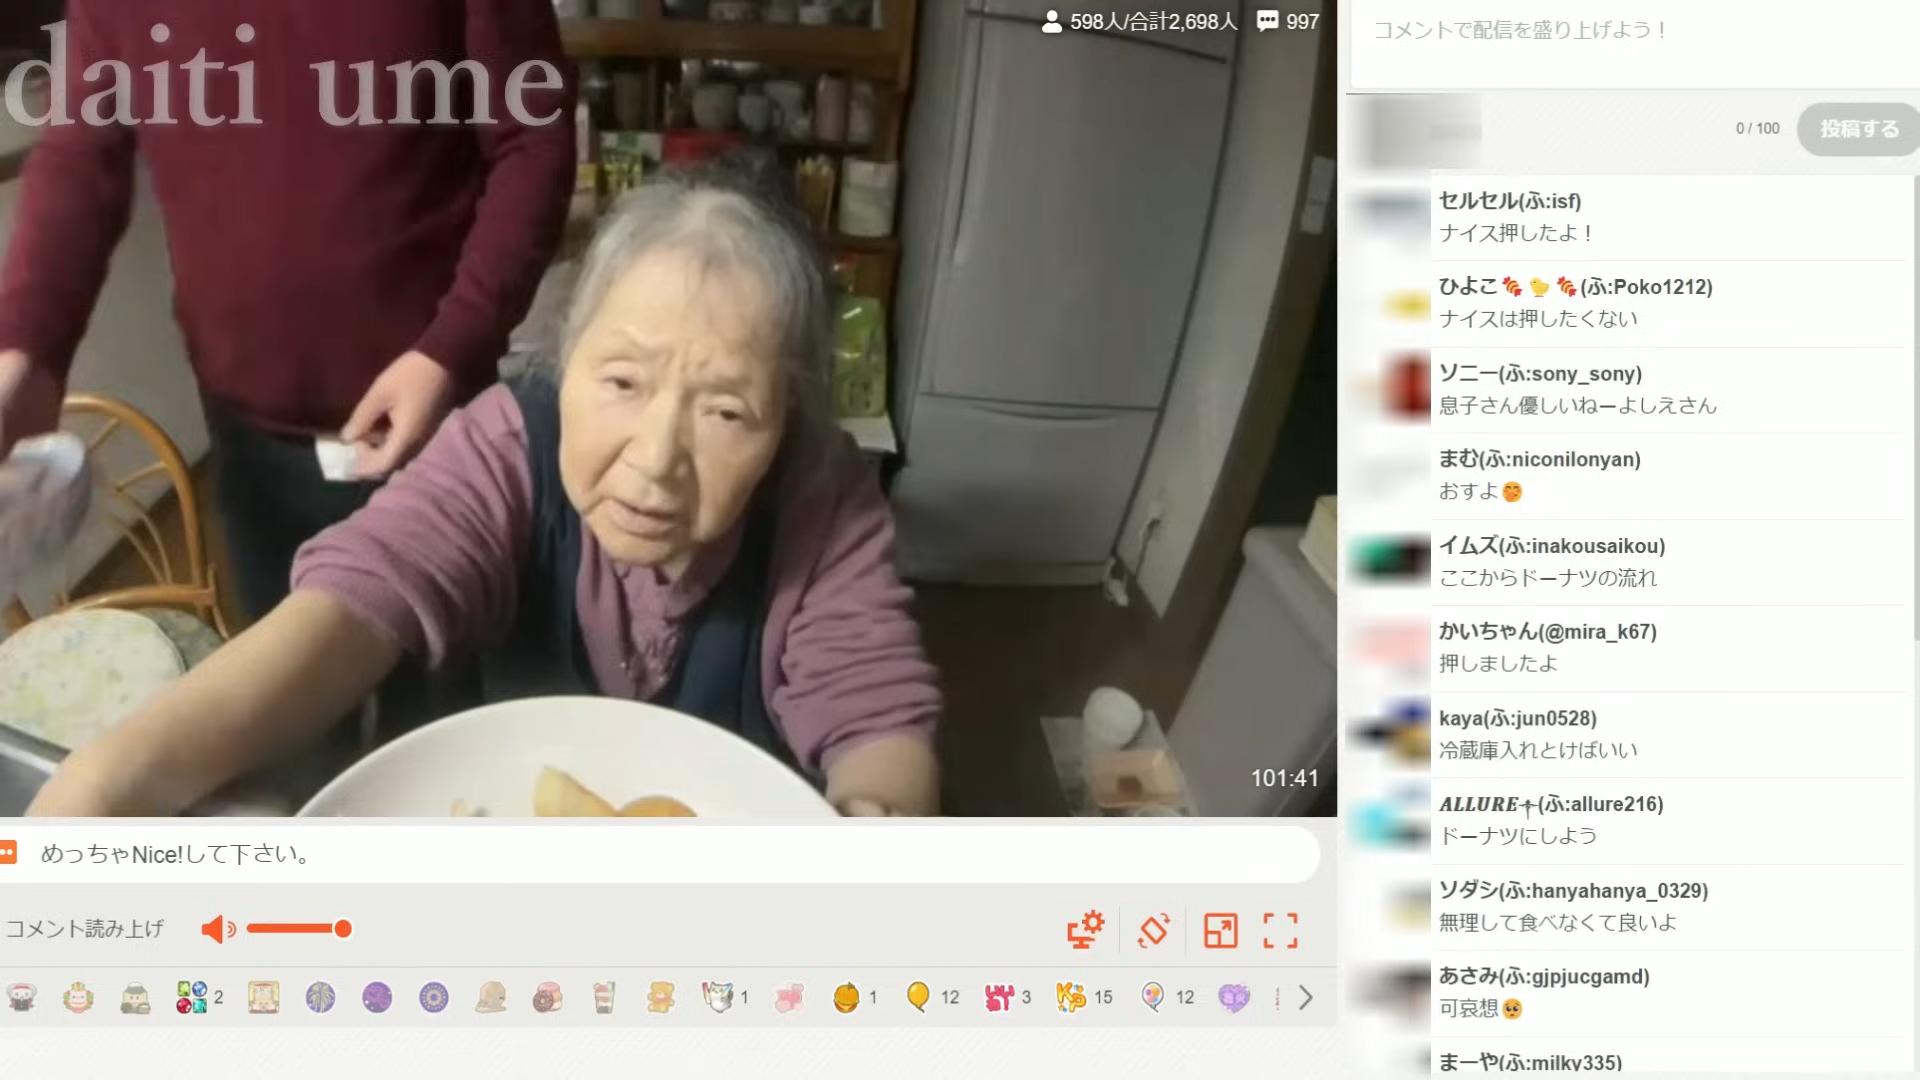 daiti ume
598人/合計2,698人 997
101:41
めっちゃNice!して下さい。
コメント読み上げ
2
1
1
12
3
15
12
コメントで配信を盛り上げよう！
0 / 100
投稿する
セルセル(ふ:isf)
ナイス押したよ！
ひよこ🍖🐤🍖(ふ:Poko1212)
ナイスは押したくない
ソニー(ふ:sony_sony)
息子さん優しいねーよしえさん
まむ(ふ:niconilonyan)
おすよ🤭
イムズ(ふ:inakousaikou)
ここからドーナツの流れ
かいちゃん(@mira_k67)
押しましたよ
kaya(ふ:jun0528)
冷蔵庫入れとけばいい
ALLURE╬(ふ:allure216)
ドーナツにしよう
ソダシ(ふ:hanyahanya_0329)
無理して食べなくて良いよ
あさみ(ふ:gjpjucgamd)
可哀想🥺
まーや(ふ:milky335)